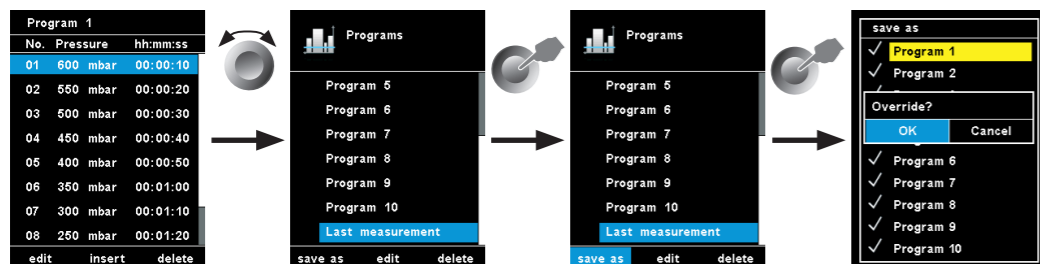 Program 1
No. Pressure hh:mm:ss
01 600 mbar 00:00:10
02 550 mbar 00:00:20
03 500 mbar 00:00:30
04 450 mbar 00:00:40
05 400 mbar 00:00:50
06 350 mbar 00:01:00
07 300 mbar 00:01:10
08 250 mbar 00:01:20
edit insert delete
Programs
Program 5
Program 6
Program 7
Program 8
Program 9
Program 10
Last measurement
save as edit delete
Programs
Program 5
Program 6
Program 7
Program 8
Program 9
Program 10
Last measurement
save as edit delete
save as
Program 1
Program 2
Override?
OK Cancel
Program 6
Program 7
Program 8
Program 9
Program 10